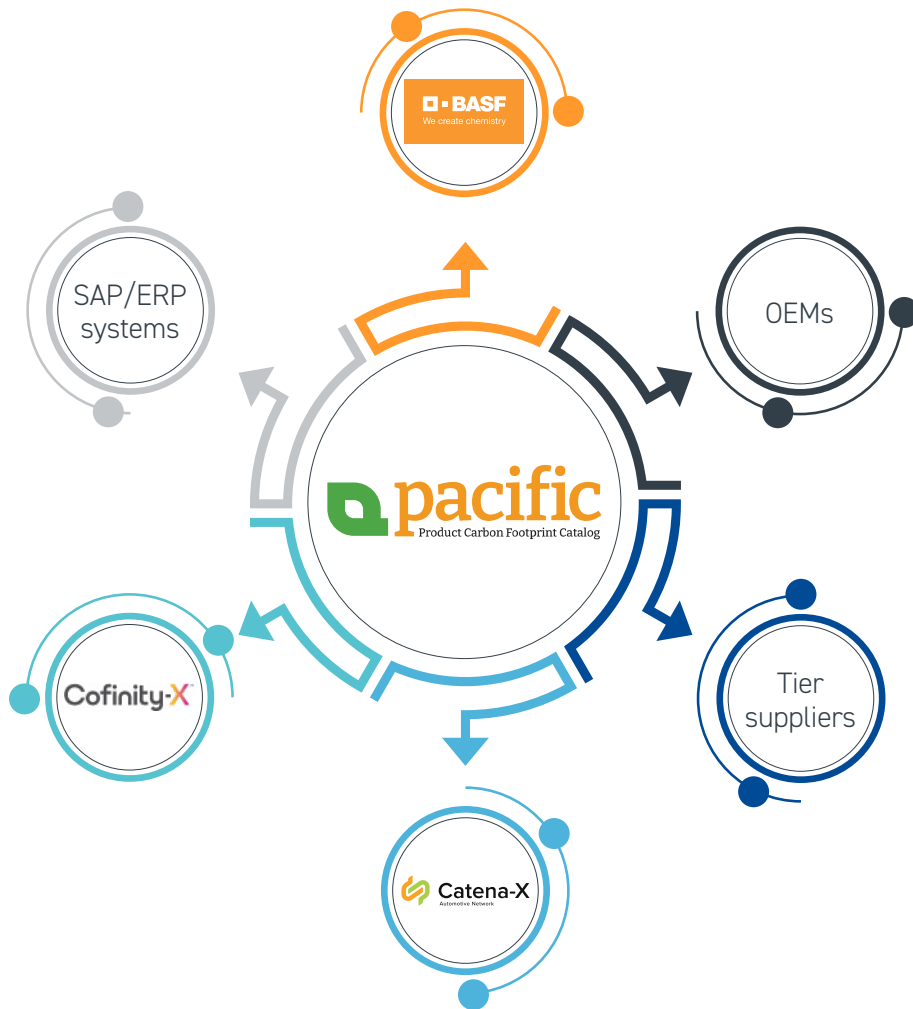 BASF
We create chemistry
SAP/ERP
systems
OEMs
pacific
Product Carbon Footprint Catalog
Cofinity-X™
Tier
suppliers
Catena-X
Automotive Network